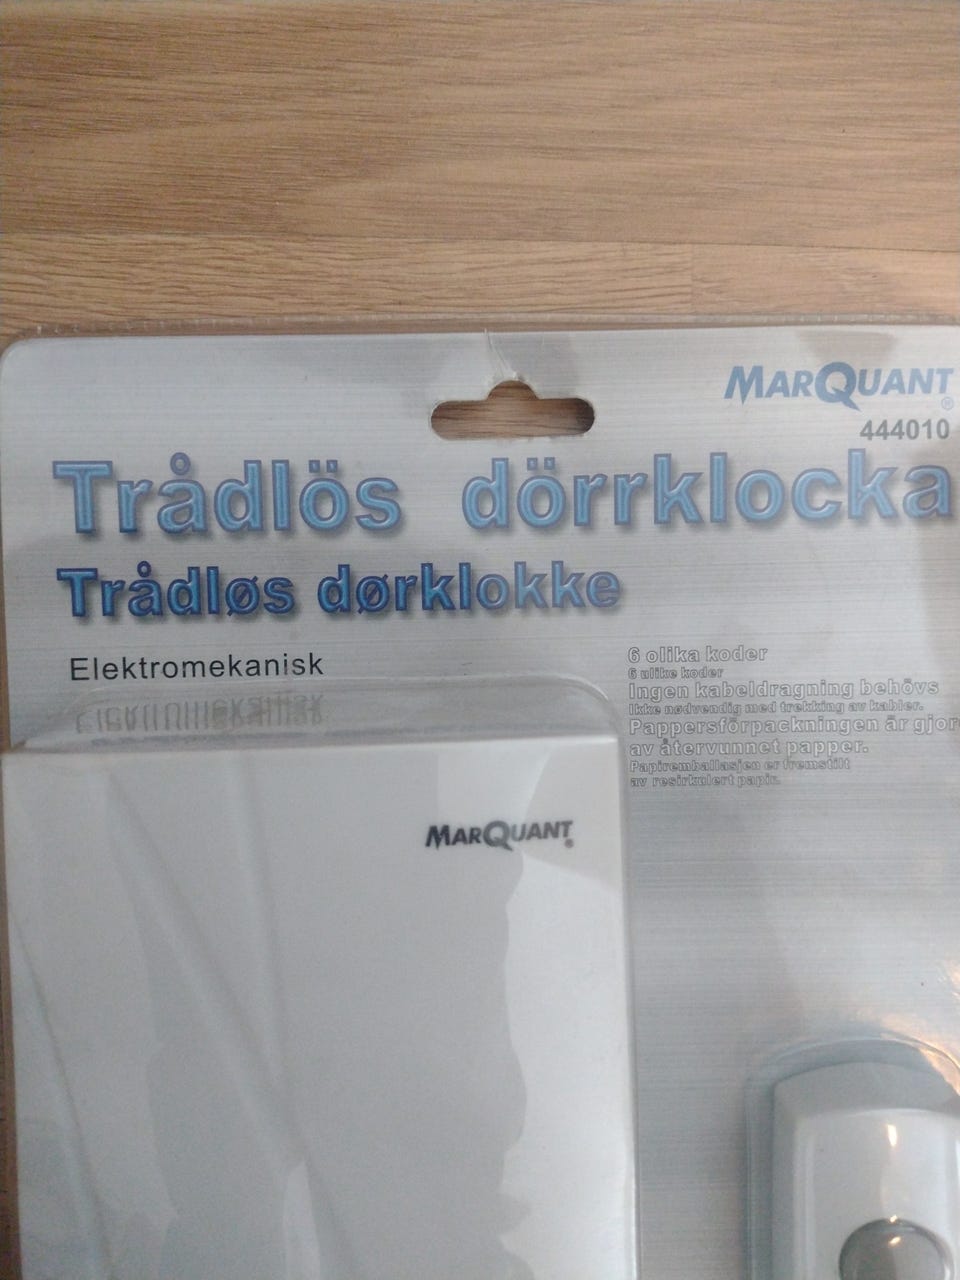 MARQUANT®
444010
Trådlös dörrklocka
Trådløs dørklokke
Elektromekanisk
6 olika koder
6 ulike koder
Ingen kabeldragning behövs
Ikke nødvendig med trekking av kabler.
Pappersförpackningen är gjor
av återvunnet papper.
Papiremballasjen er fremstilt
av resirkulert papir.
MARQUANT®